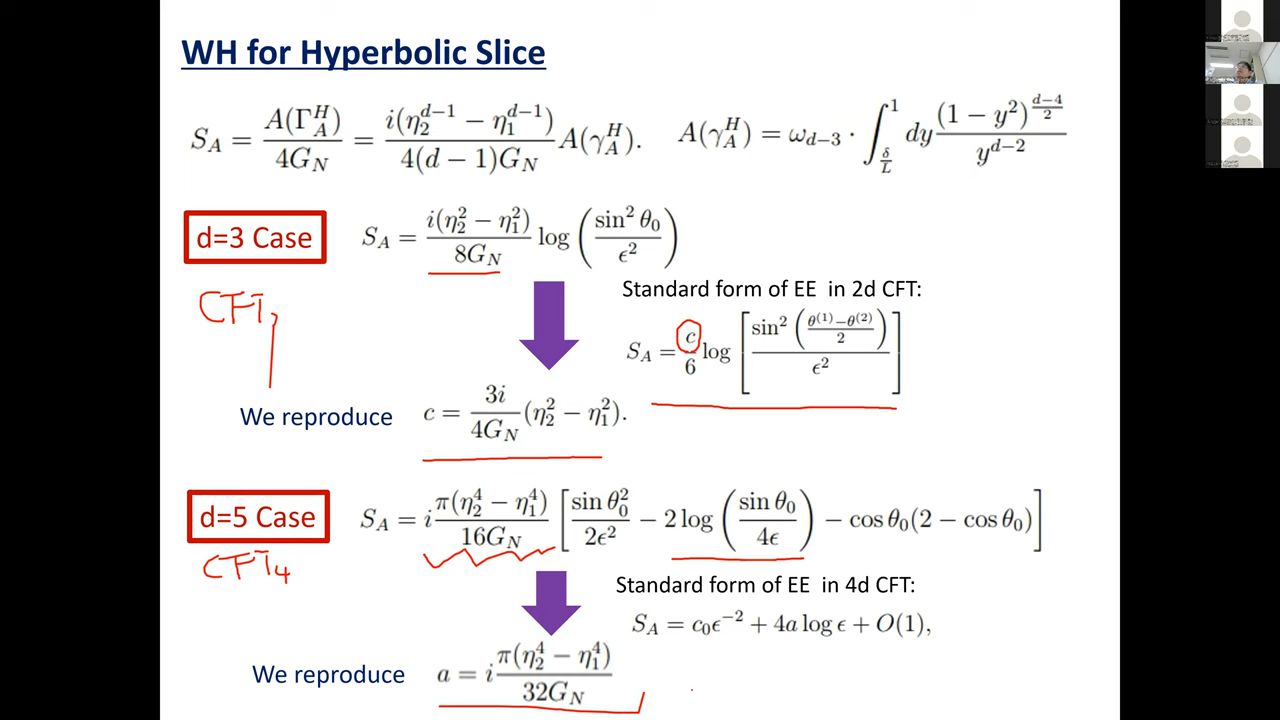 WH for Hyperbolic Slice
S_A = A(Γ_A^H)/4G_N = i(η_2^{d-1} − η_1^{d-1})/4(d−1)G_N A(γ_A^H). A(γ_A^H) = ω_{d−3} · ∫_{δ/L}^1 dy (1 − y^2)^{(d−4)/2}/y^{d−2}
d=3 Case S_A = i(η_2^2 − η_1^2)/8G_N log(sin^2 θ_0/ϵ^2)
CFT_2
Standard form of EE in 2d CFT:
S_A = c/6 log[sin^2((θ^{(1)}−θ^{(2)})/2)/ϵ^2]
We reproduce c = 3i/4G_N (η_2^2 − η_1^2).
d=5 Case S_A = i π(η_2^4 − η_1^4)/16G_N [sin θ_0^2/2ϵ^2 − 2 log(sin θ_0/4ϵ) − cos θ_0(2 − cos θ_0)]
CFT_4
Standard form of EE in 4d CFT:
S_A = c_0ϵ^{−2} + 4a log ϵ + O(1),
We reproduce a = i π(η_2^4 − η_1^4)/32G_N